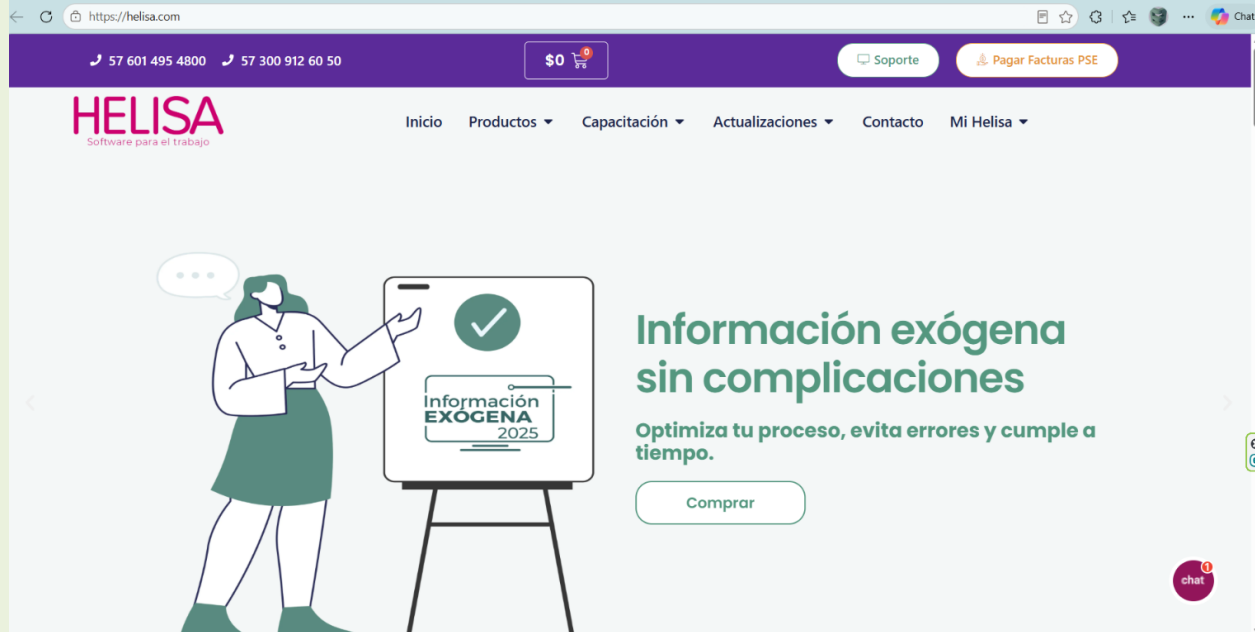 https://helisa.com
Chat
57 601 495 4800 57 300 912 60 50
$0
0
Soporte
Pagar Facturas PSE
HELISA
Software para el trabajo
Inicio Productos Capacitación Actualizaciones Contacto Mi Helisa
Información
EXÓGENA
2025
Información exógena
sin complicaciones
Optimiza tu proceso, evita errores y cumple a
tiempo.
Comprar
chat
1